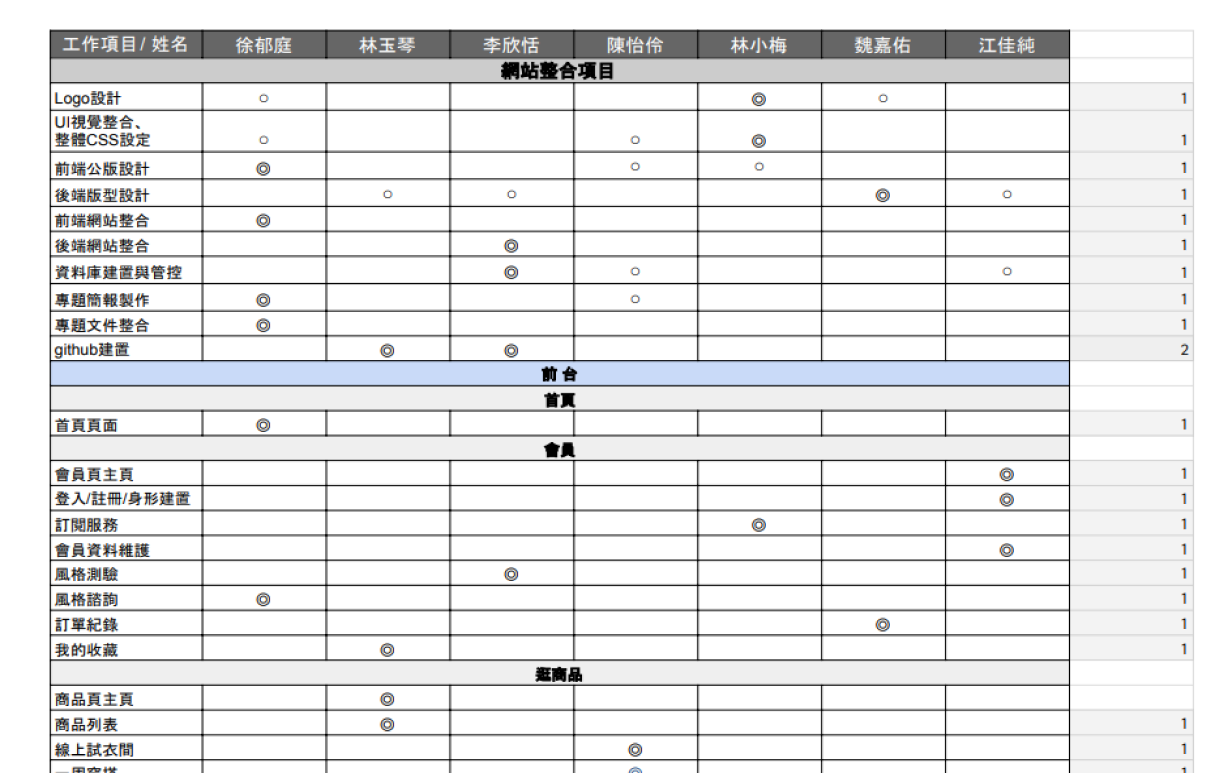 工作項目/ 姓名 徐郁庭 林玉琴 李欣恬 陳怡伶 林小梅 魏嘉佑 江佳純
網站整合項目
Logo設計 ○ ◎ ○ 1
UI視覺整合、
整體CSS設定 ○ ○ ◎ 1
前端公版設計 ◎ ○ ○ 1
後端版型設計 ○ ○ ◎ ○ 1
前端網站整合 ◎ 1
後端網站整合 ◎ 1
資料庫建置與管控 ◎ ○ ○ 1
專題簡報製作 ◎ ○ 1
專題文件整合 ◎ 1
github建置 ◎ ◎ 2
前 台
首頁
首頁頁面 ◎ 1
會員
會員頁主頁 ◎ 1
登入/註冊/身形建置 ◎ 1
訂閱服務 ◎ 1
會員資料維護 ◎ 1
風格測驗 ◎ 1
風格諮詢 ◎ 1
訂單紀錄 ◎ 1
我的收藏 ◎ 1
逛商品
商品頁主頁 ◎
商品列表 ◎ 1
線上試衣間 ◎ 1
一周穿搭 ◎ 1